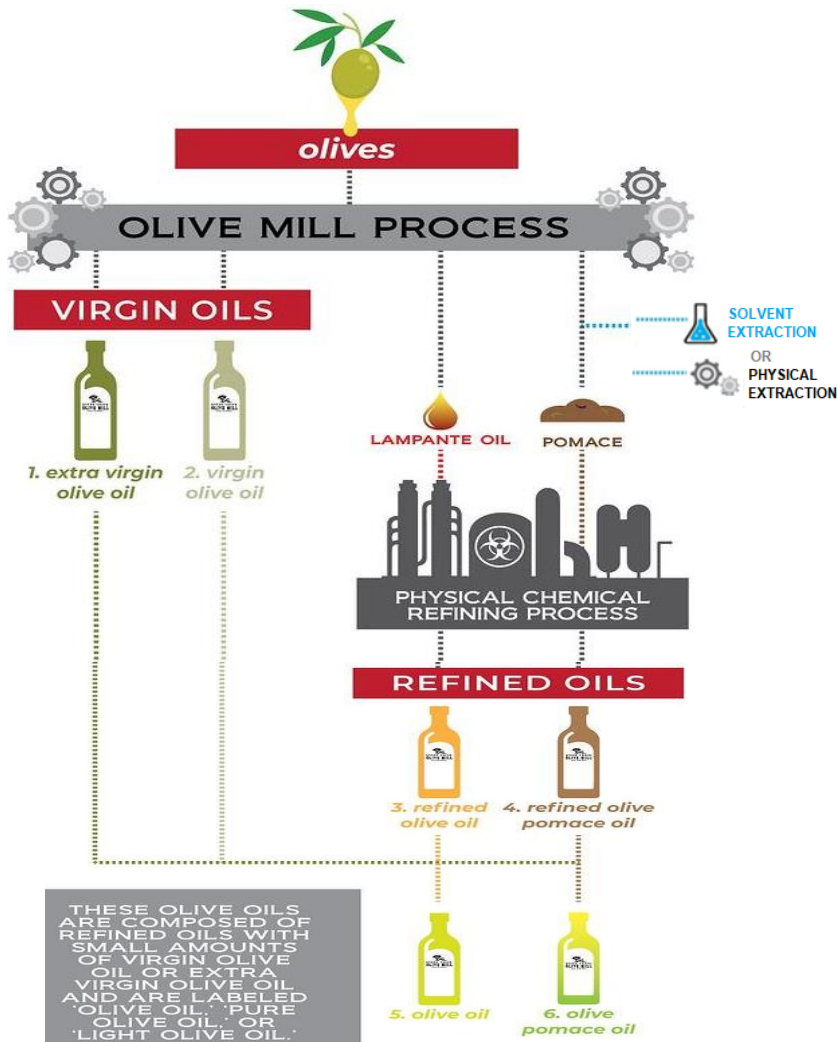 olives
OLIVE MILL PROCESS
VIRGIN OILS
SOLVENT
EXTRACTION
OR
PHYSICAL
EXTRACTION
LAMPANTE OIL
POMACE
1. extra virgin
olive oil
2. virgin
olive oil
PHYSICAL CHEMICAL
REFINING PROCESS
REFINED OILS
3. refined
olive oil
4. refined olive
pomace oil
THESE OLIVE OILS
ARE COMPOSED OF
REFINED OILS WITH
SMALL AMOUNTS
OF VIRGIN OLIVE
OIL OR EXTRA
VIRGIN OLIVE OIL
AND ARE LABELED
'OLIVE OIL,' 'PURE
OLIVE OIL,' OR
'LIGHT OLIVE OIL.'
5. olive oil
6. olive
pomace oil